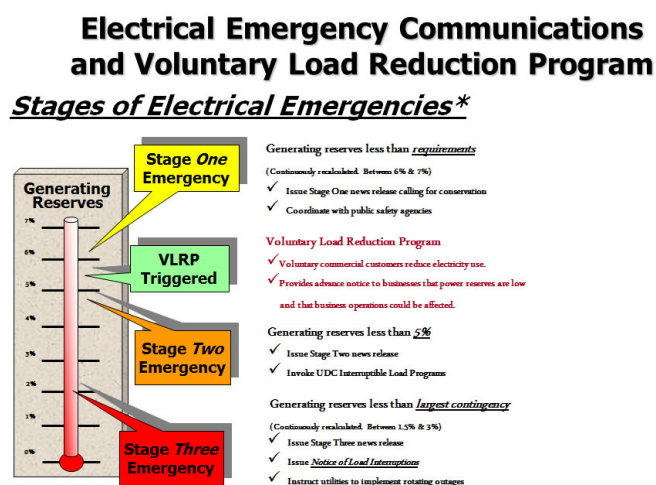 Electrical Emergency Communications
and Voluntary Load Reduction Program
Stages of Electrical Emergencies*
Generating
Reserves
7%
6%
5%
4%
3%
2%
1%
0%
Stage One
Emergency
Generating reserves less than requirements
(Continuously recalculated. Between 6% & 7%)
✓ Issue Stage One news release calling for conservation
✓ Coordinate with public safety agencies
VLRP
Triggered
Voluntary Load Reduction Program
✓Voluntary commercial customers reduce electricity use.
✓Provides advance notice to businesses that power reserves are low
and that business operations could be affected.
Stage Two
Emergency
Generating reserves less than 5%
✓ Issue Stage Two news release
✓ Invoke UDC Interruptible Load Programs
Stage Three
Emergency
Generating reserves less than largest contingency
(Continuously recalculated. Between 1.5% & 3%)
✓ Issue Stage Three news release
✓ Issue Notice of Load Interruptions
✓ Instruct utilities to implement rotating outages